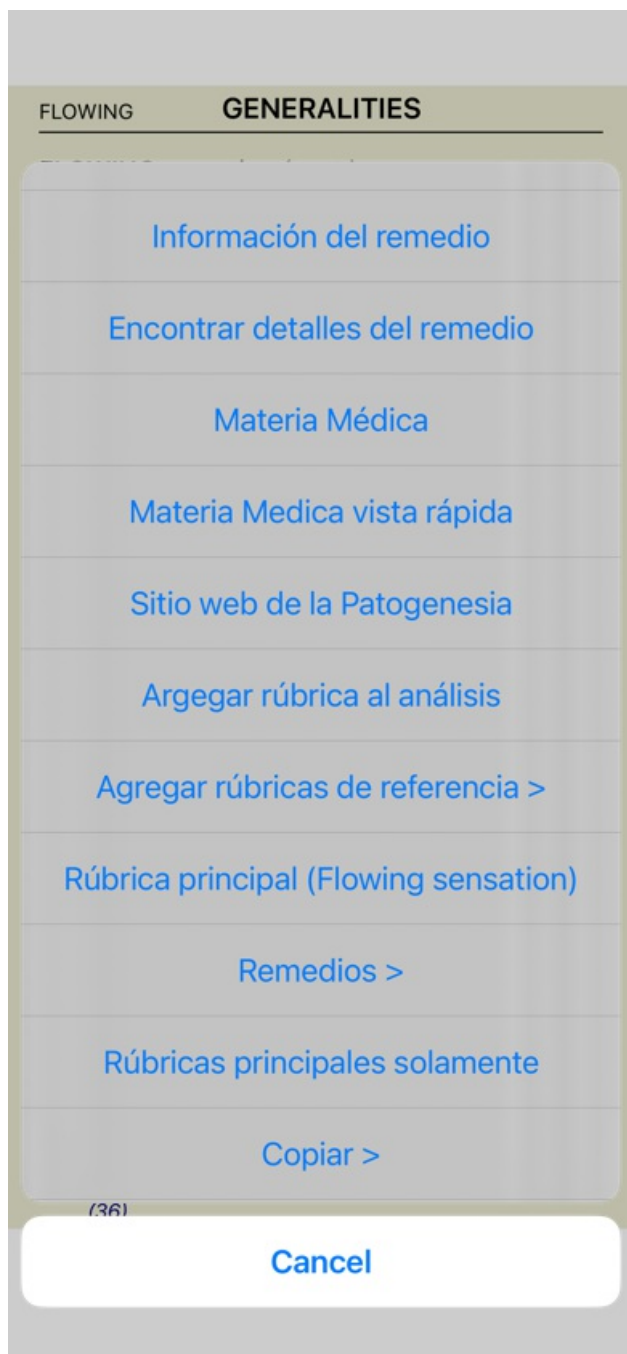 FLOWING GENERALITIES
Información del remedio
Encontrar detalles del remedio
Materia Médica
Materia Medica vista rápida
Sitio web de la Patogenesia
Argegar rúbrica al análisis
Agregar rúbricas de referencia >
Rúbrica principal (Flowing sensation)
Remedios >
Rúbricas principales solamente
Copiar >
(36)
Cancel